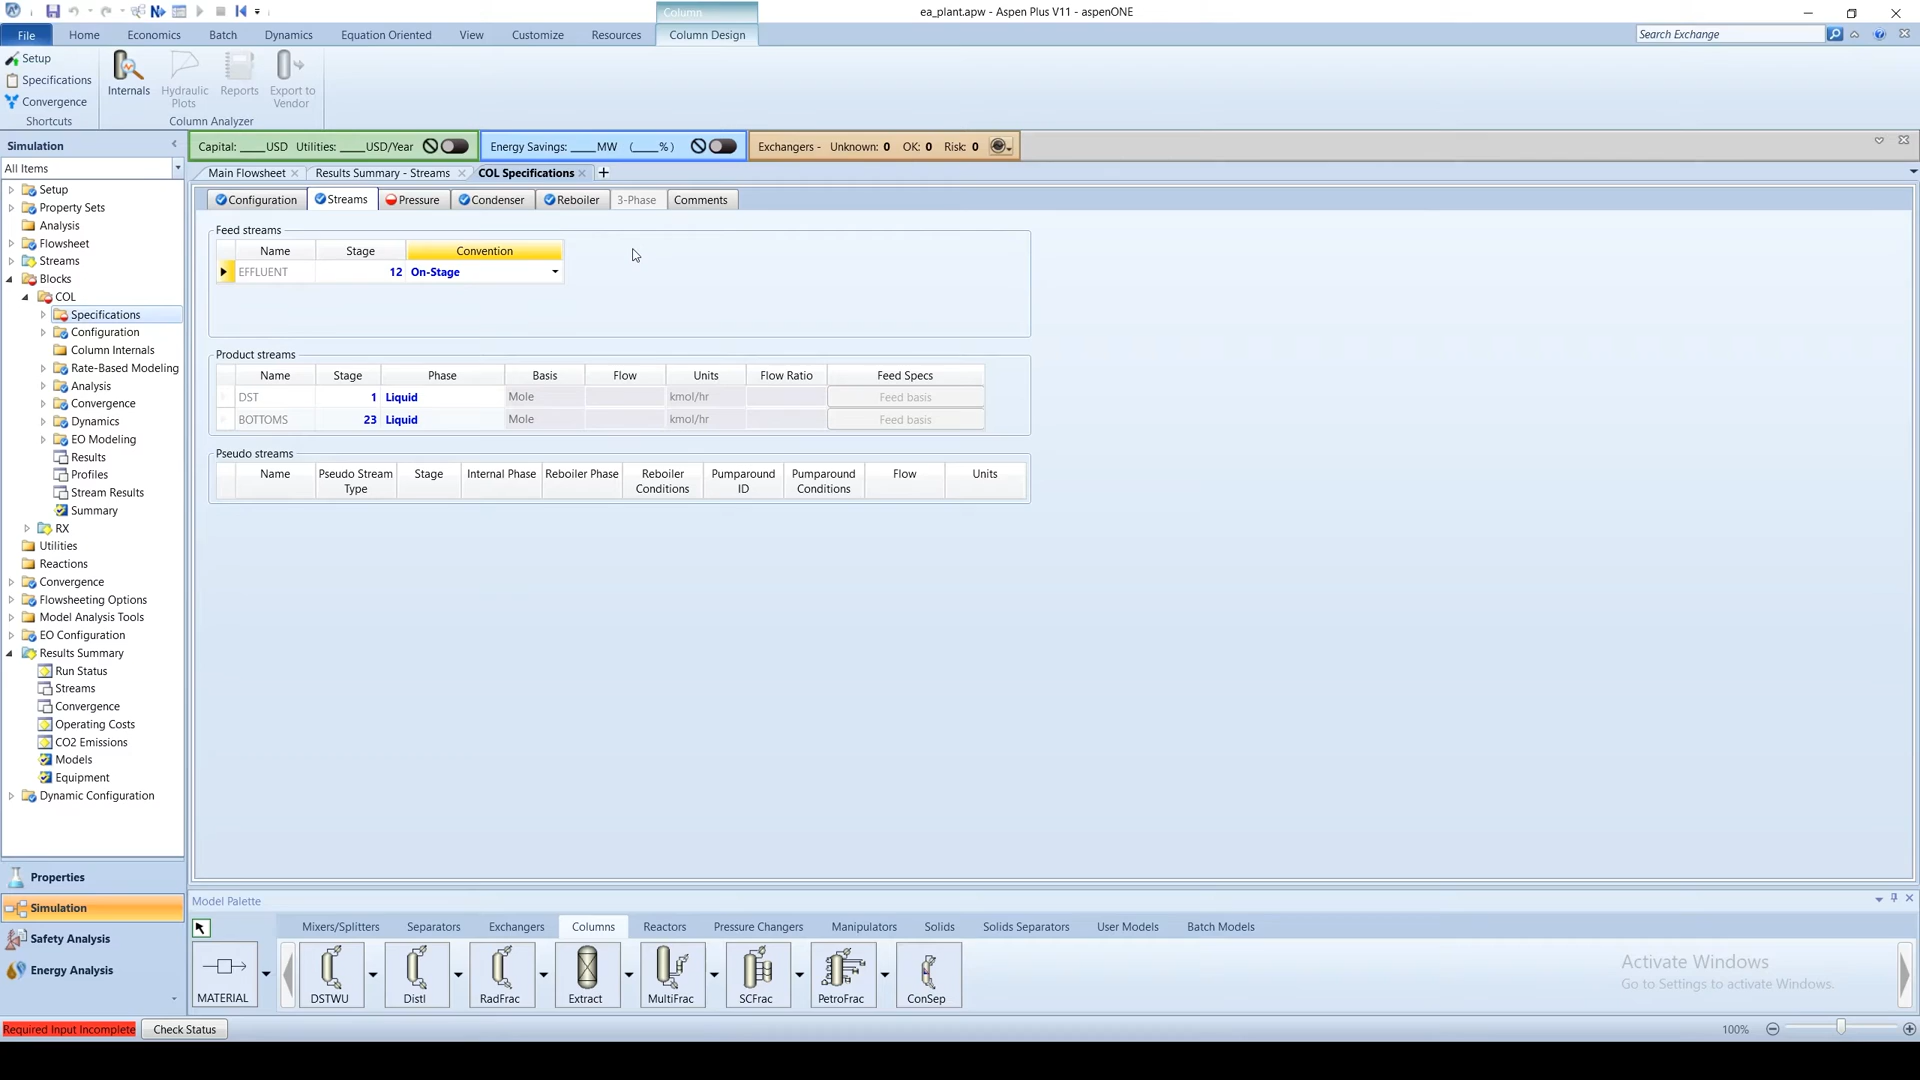 Column
ea_plant.apw - Aspen Plus V11 - aspenONE
File Home Economics Batch Dynamics Equation Oriented View Customize Resources Column Design Search Exchange
Setup
Specifications
Convergence
Shortcuts
Internals
Hydraulic Plots
Reports
Export to Vendor
Column Analyzer
Simulation
All Items
Capital: ____USD Utilities: ____USD/Year
Energy Savings: ____MW (____%)
Exchangers - Unknown: 0 OK: 0 Risk: 0
Main Flowsheet Results Summary - Streams COL Specifications +
Configuration Streams Pressure Condenser Reboiler 3-Phase Comments
Setup
Property Sets
Analysis
Flowsheet
Streams
Blocks
COL
Specifications
Configuration
Column Internals
Rate-Based Modeling
Analysis
Convergence
Dynamics
EO Modeling
Results
Profiles
Stream Results
Summary
RX
Utilities
Reactions
Convergence
Flowsheeting Options
Model Analysis Tools
EO Configuration
Results Summary
Run Status
Streams
Convergence
Operating Costs
CO2 Emissions
Models
Equipment
Dynamic Configuration
Properties
Simulation
Safety Analysis
Energy Analysis
Feed streams
Name Stage Convention
EFFLUENT 12 On-Stage
Product streams
Name Stage Phase Basis Flow Units Flow Ratio Feed Specs
DST 1 Liquid Mole kmol/hr Feed basis
BOTTOMS 23 Liquid Mole kmol/hr Feed basis
Pseudo streams
Name Pseudo Stream Type Stage Internal Phase Reboiler Phase Reboiler Conditions Pumparound ID Pumparound Conditions Flow Units
Model Palette
Mixers/Splitters Separators Exchangers Columns Reactors Pressure Changers Manipulators Solids Solids Separators User Models Batch Models
MATERIAL DSTWU Distl RadFrac Extract MultiFrac SCFrac PetroFrac ConSep
Activate Windows
Go to Settings to activate Windows.
Required Input Incomplete Check Status 100%